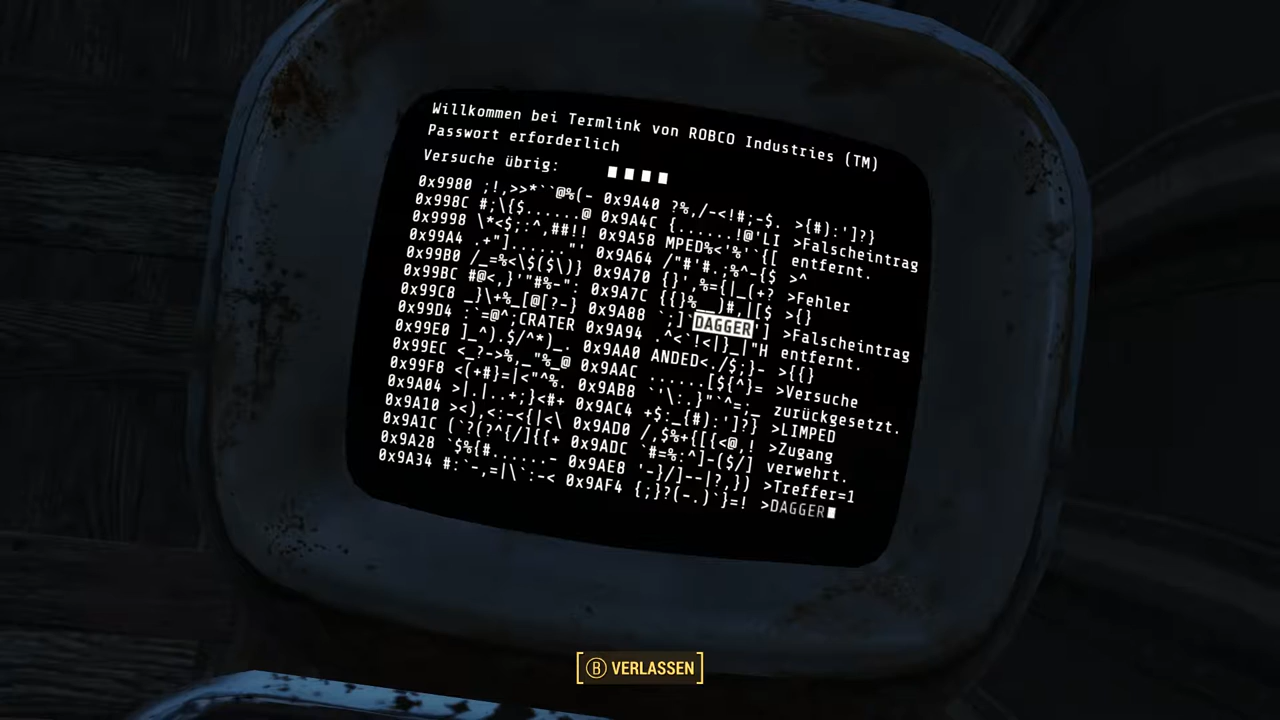 Willkommen bei Termlink von ROBCO Industries (TM)
Passwort erforderlich
Versuche übrig: ■ ■ ■ ■
0x9980 ;!,>>*``@%(- 0x9A40 ?%,/-<!#;-$. >{#):']?}
0x998C #;\{$......@ 0x9A4C {......!@'LI >Falscheintrag
0x9998 \*<$::^,##!! 0x9A58 MPED%<'%'`{[ entfernt.
0x99A4 .+"]......"' 0x9A64 /"#'#.;%^-{$ >^
0x99B0 /_=%<\$($\)} 0x9A70 {}',%={|_(+? >Fehler
0x99BC #@<,}'"#%-": 0x9A7C {{}%__}#,|[$ >{}
0x99C8 _}\+%_[@[?-} 0x9A88 `;]`DAGGER'] >Falscheintrag
0x99D4 :`=@^;CRATER 0x9A94 .^<`!<|}_|"H entfernt.
0x99E0 ]_^).$/^*)_. 0x9AA0 ANDED<./$;}- >{{}
0x99EC <_?->%,_"%_@ 0x9AAC :......[${^}= >Versuche
0x99F8 <(+#}=|<"^%. 0x9AB8 `'\:.}"`^=:_ zurückgesetzt.
0x9A04 >|.|..+;}<#+ 0x9AC4 +$:_{#):']?} >LIMPED
0x9A10 ><),<:-<{|<\ 0x9AD0 /,$%+{[{<@,! >Zugang
0x9A1C (`?(?^{/]{{+ 0x9ADC `#=%:^]-($/] verwehrt.
0x9A28 `$%{#......- 0x9AE8 '-}/]--|?,}) >Treffer=1
0x9A34 #:`-,=|\`:-< 0x9AF4 {;}?(-.)`}=! >DAGGER■
[Ⓑ VERLASSEN]